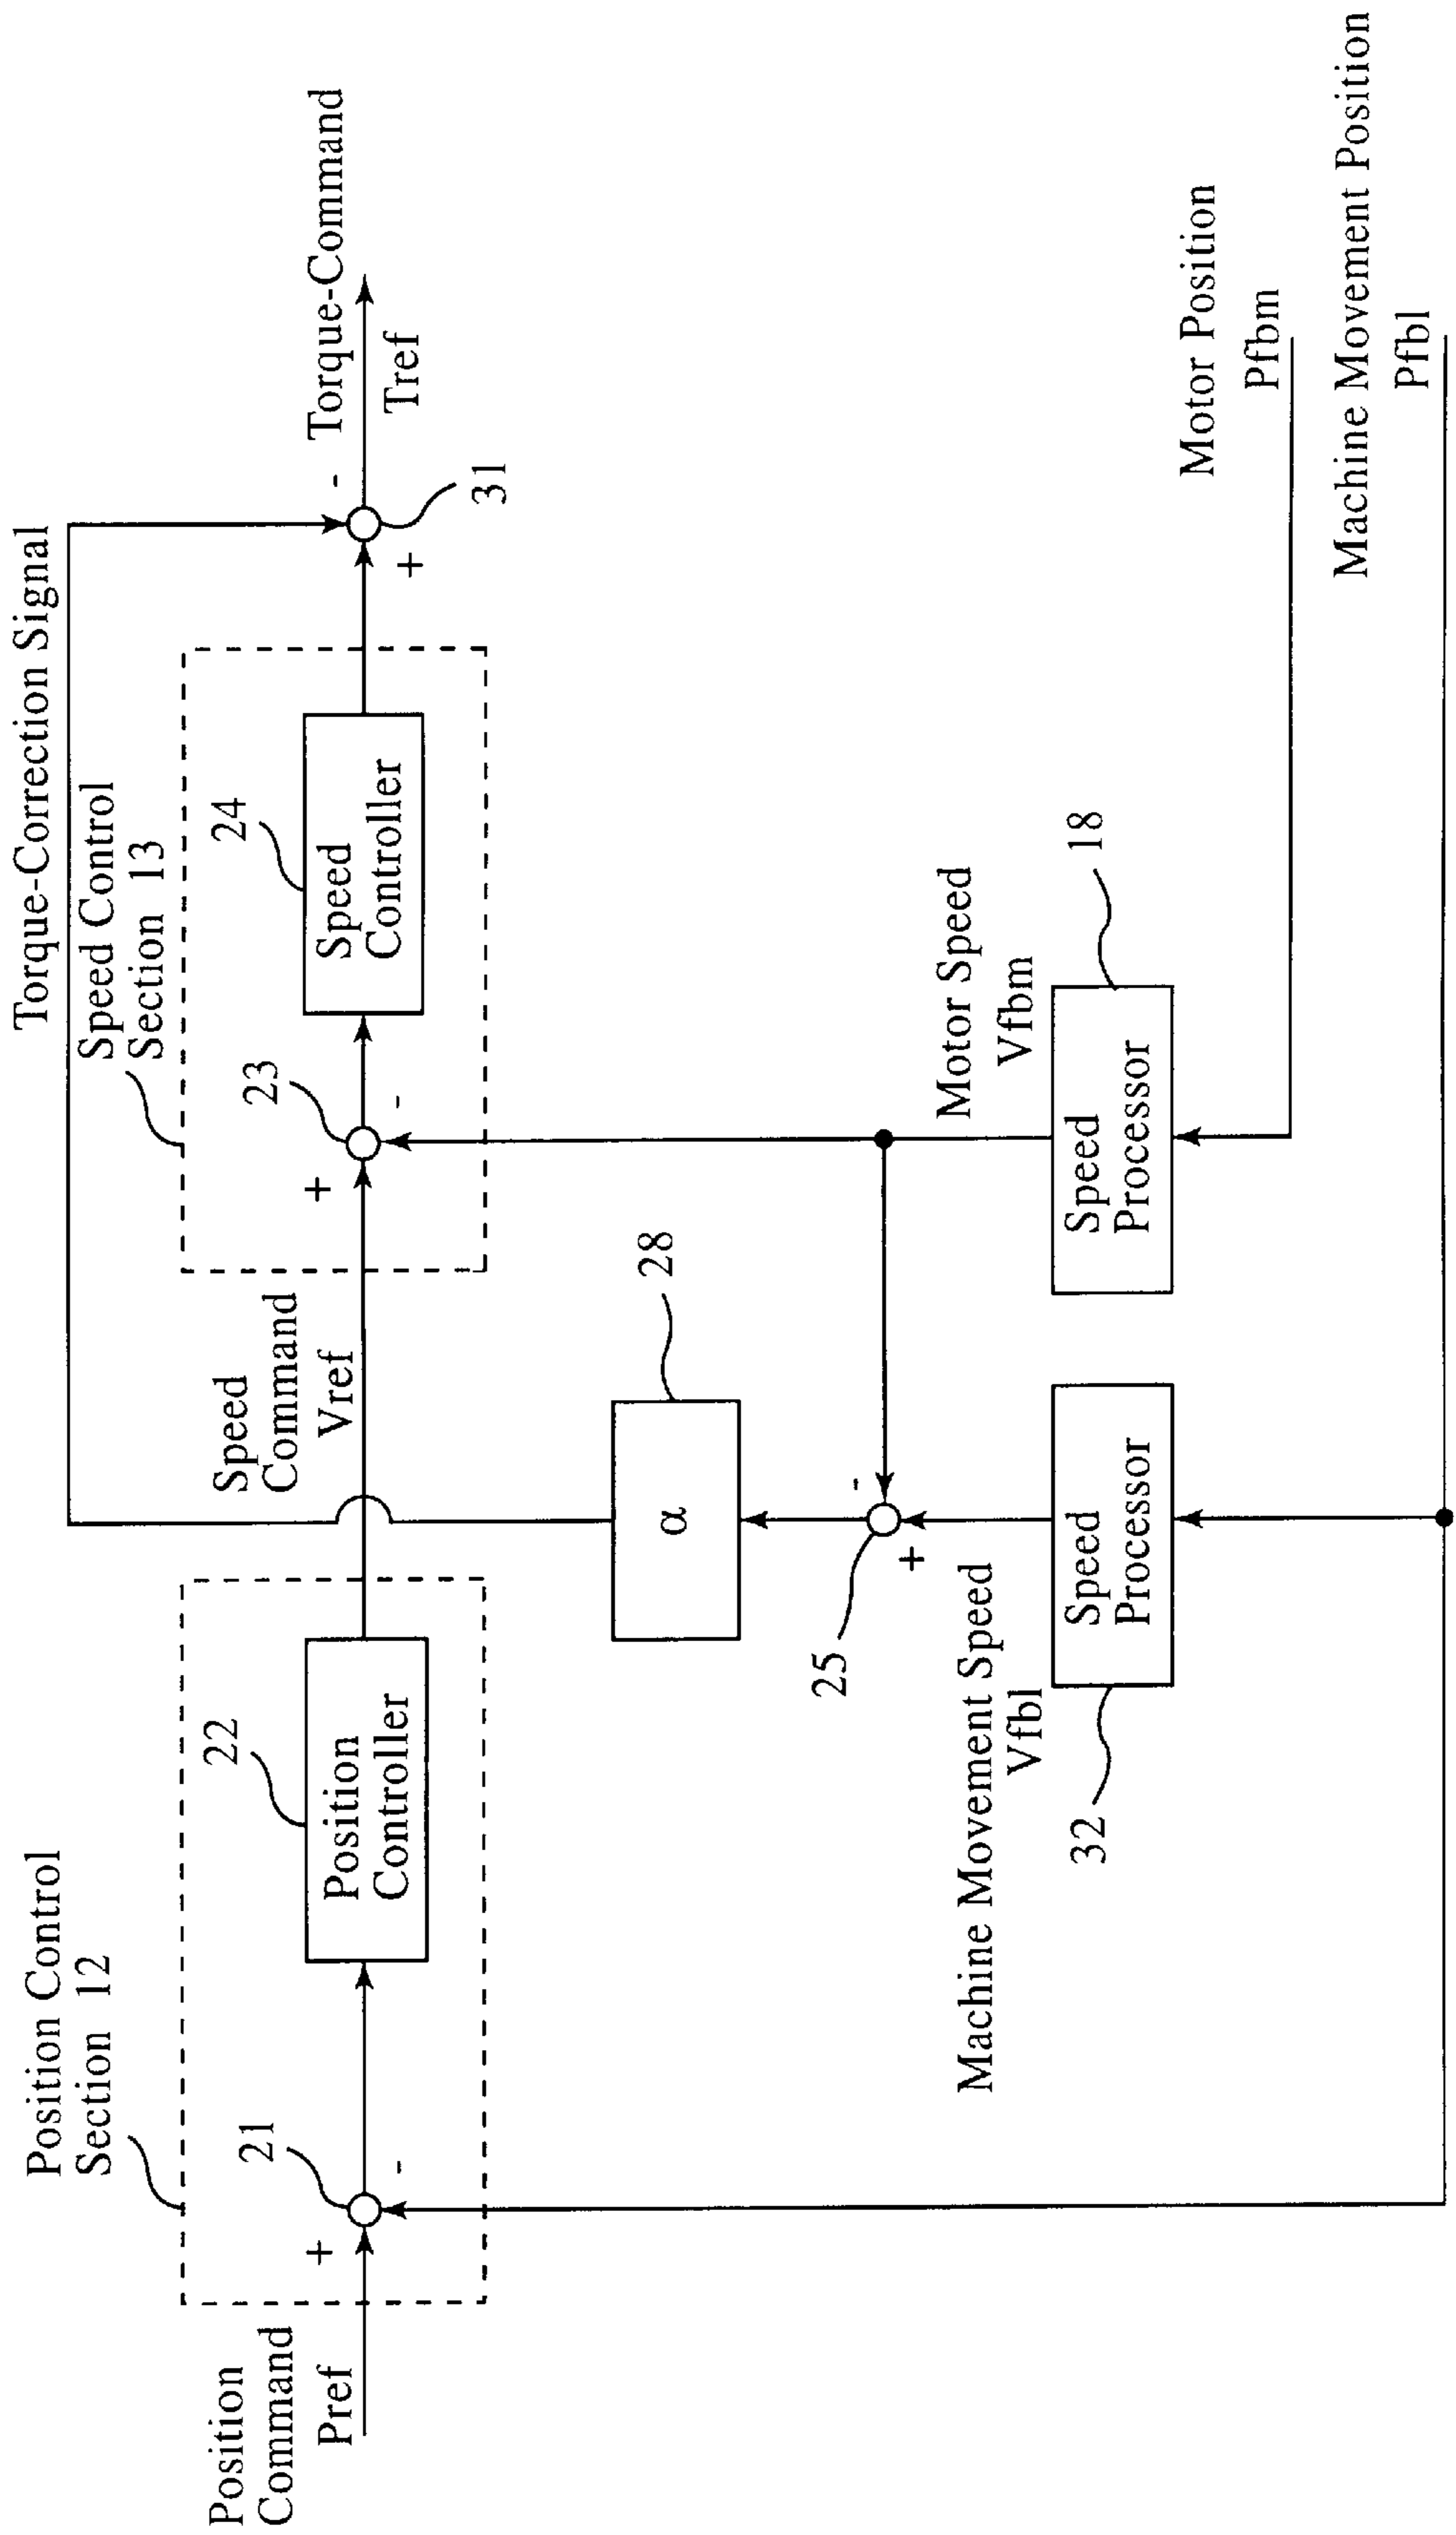 Torque-Correction Signal
Position Control
Section 12
Speed Control
Section 13
Position
Command
Pref
+
-
21
22
Position
Controller
Speed
Command
Vref
+
-
23
24
Speed
Controller
+
-
31
Torque-Command
Tref
α
28
25
+
-
Machine Movement Speed
Vfbl
32
Speed
Processor
Motor Speed
Vfbm
18
Speed
Processor
Motor Position
Pfbm
Machine Movement Position
Pfbl